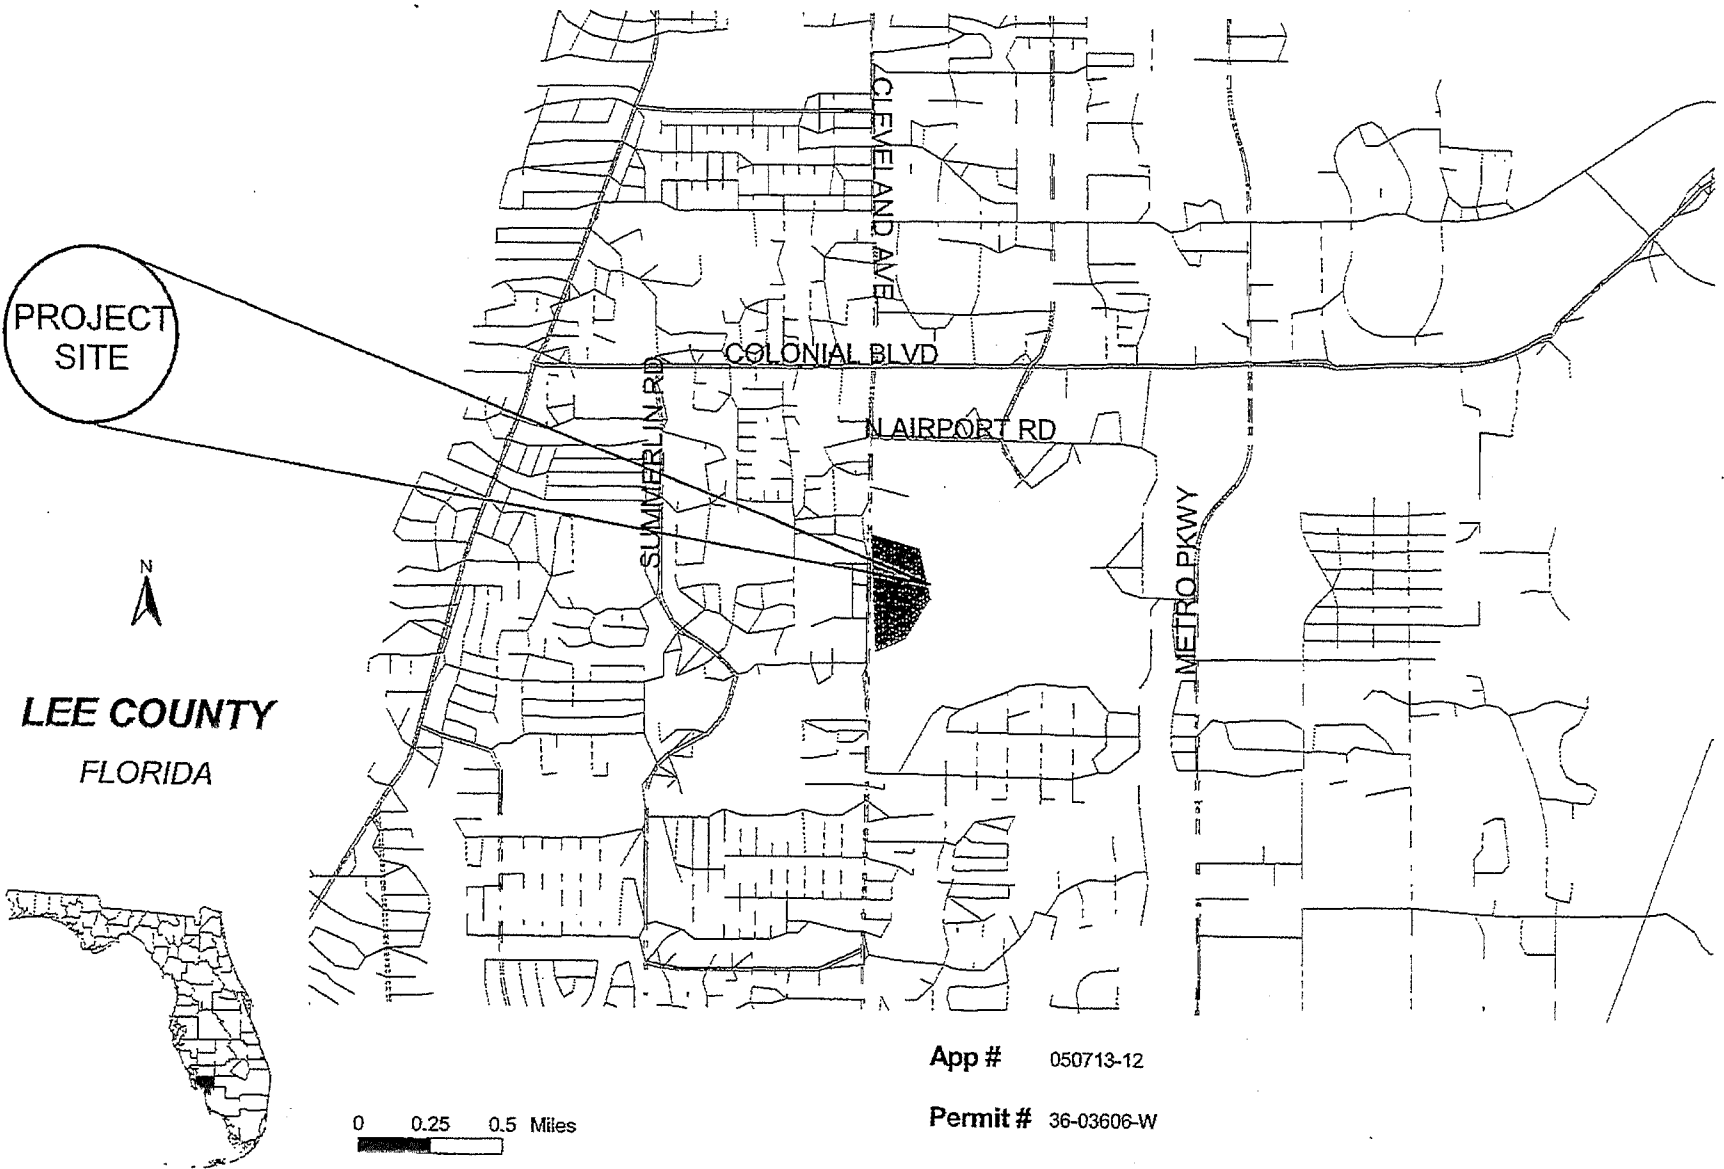 CLEVELAND AVE
PROJECT
SITE
COLONIAL BLVD
SUMMERLIN RD
N AIRPORT RD
METRO PKWY
N
LEE COUNTY
FLORIDA
App # 050713-12
Permit # 36-03606-W
0 0.25 0.5 Miles